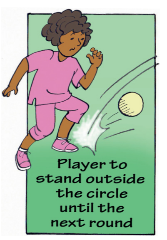 Player to
stand outside
the circle
until the
next round